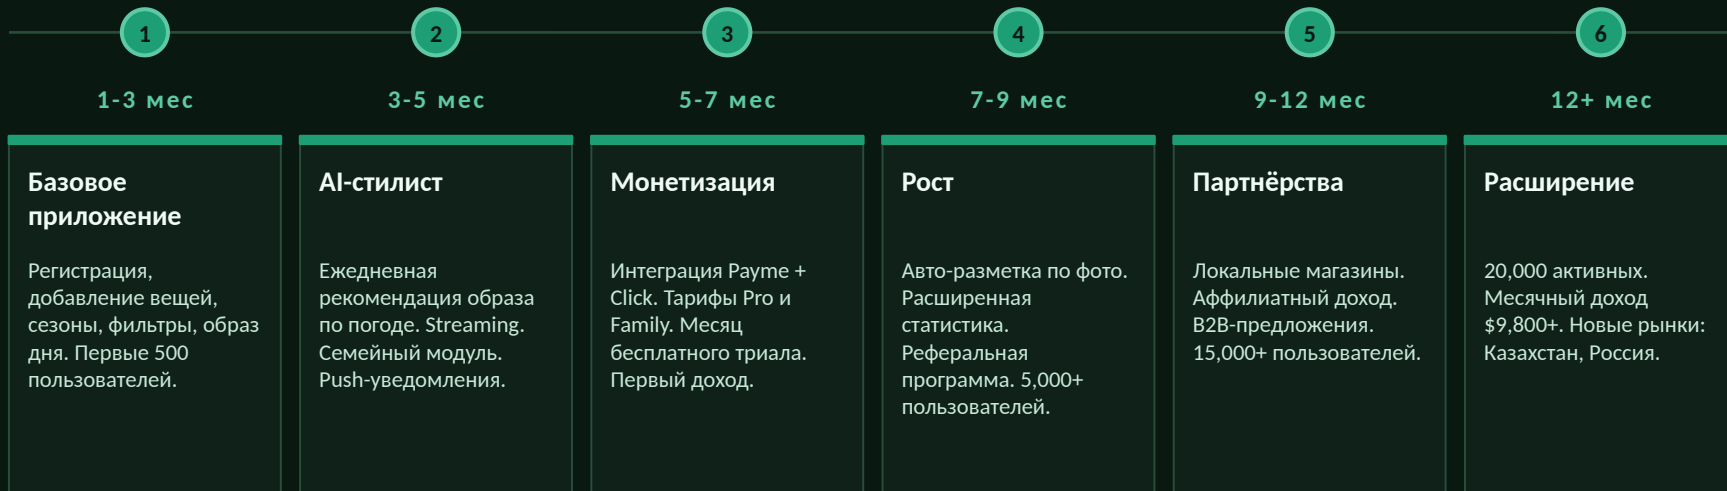 1
2
3
4
5
6
1-3 мес
3-5 мес
5-7 мес
7-9 мес
9-12 мес
12+ мес
Базовое
приложение
Регистрация,
добавление вещей,
сезоны, фильтры, образ
дня. Первые 500
пользователей.
AI-стилист
Ежедневная
рекомендация образа
по погоде. Streaming.
Семейный модуль.
Push-уведомления.
Монетизация
Интеграция Payme +
Click. Тарифы Pro и
Family. Месяц
бесплатного триала.
Первый доход.
Рост
Авто-разметка по фото.
Расширенная
статистика.
Реферальная
программа. 5,000+
пользователей.
Партнёрства
Локальные магазины.
Аффилиатный доход.
B2B-предложения.
15,000+ пользователей.
Расширение
20,000 активных.
Месячный доход
$9,800+. Новые рынки:
Казахстан, Россия.